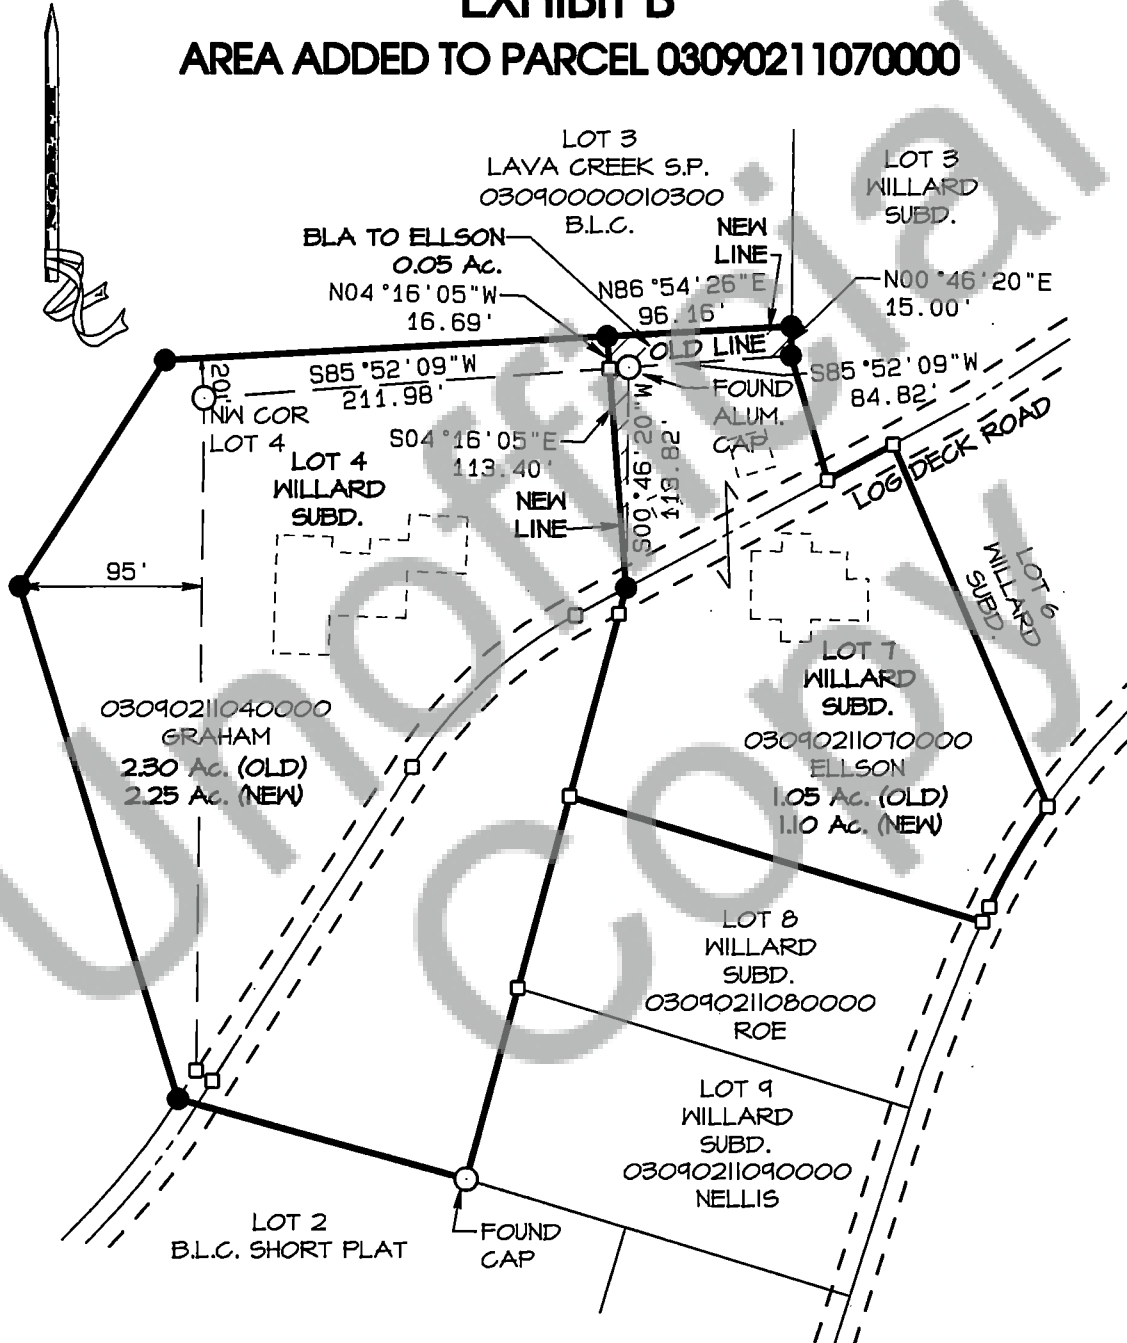 EXHIBIT B
AREA ADDED TO PARCEL 03090211070000
LOT 3
LAVA CREEK S.P.
03090000010300
B.L.C.
LOT 3
WILLARD
SUBD.
BLA TO ELLSON
0.05 Ac.
NEW
LINE
N04°16'05"W
16.69'
N86°54'26"E
96.16'
N00°46'20"E
15.00'
OLD LINE
20'
S85°52'09"W
211.98'
S85°52'09"W
84.82'
NW COR
LOT 4
FOUND
ALUM.
CAP
S04°16'05"E
113.40'
S00°46'20"W
113.82'
LOT 4
WILLARD
SUBD.
NEW
LINE
LOG DECK ROAD
95'
LOT 6
WILLARD
SUBD.
LOT 7
WILLARD
SUBD.
03090211070000
ELLSON
1.05 Ac. (OLD)
1.10 Ac. (NEW)
03090211040000
GRAHAM
2.30 Ac. (OLD)
2.25 Ac. (NEW)
LOT 8
WILLARD
SUBD.
03090211080000
ROE
LOT 9
WILLARD
SUBD.
03090211090000
NELLIS
LOT 2
B.L.C. SHORT PLAT
FOUND
CAP
Unofficial
Copy